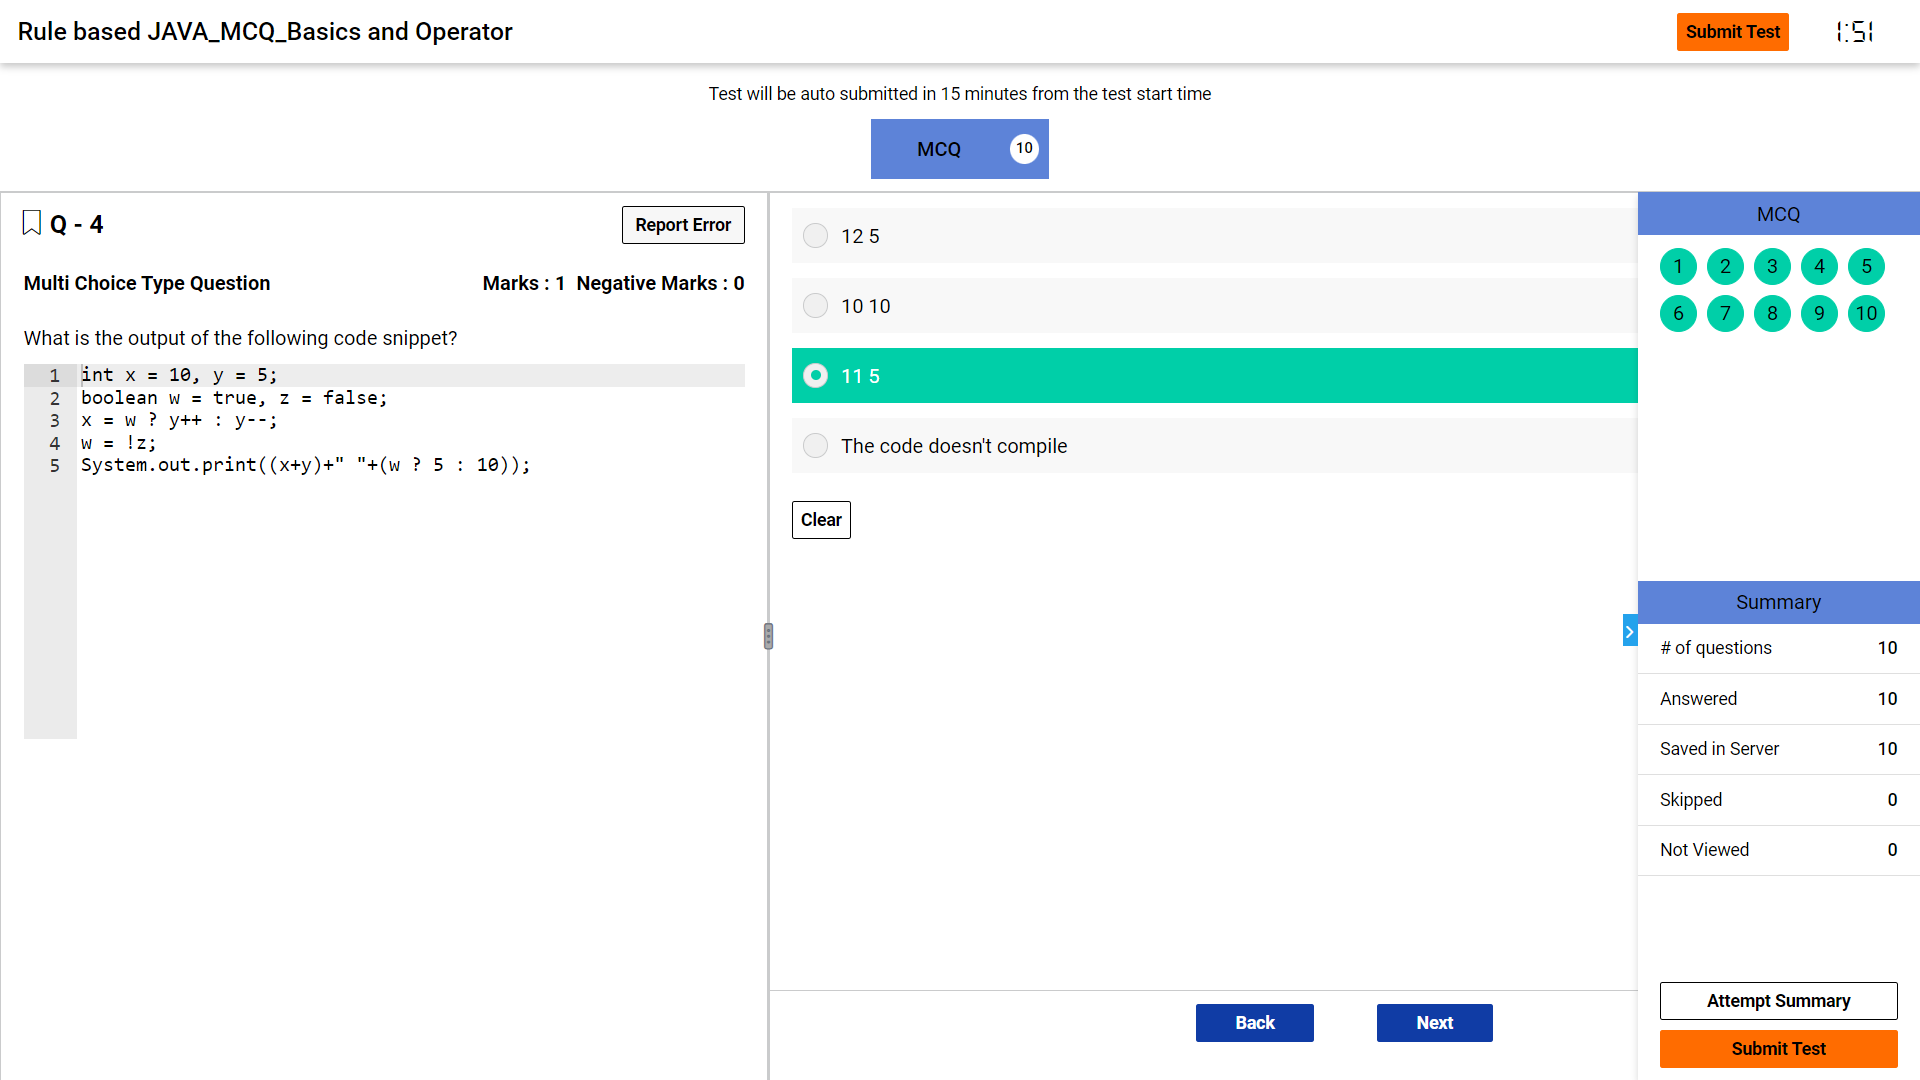 Rule based JAVA_MCQ_Basics and Operator
Submit Test
1:51
Test will be auto submitted in 15 minutes from the test start time
MCQ 10
Q - 4
Report Error
Multi Choice Type Question
Marks : 1 Negative Marks : 0
What is the output of the following code snippet?
1 int x = 10, y = 5;
2 boolean w = true, z = false;
3 x = w ? y++ : y--;
4 w = !z;
5 System.out.print((x+y)+" "+(w ? 5 : 10));
12 5
10 10
11 5
The code doesn't compile
Clear
Back
Next
MCQ
1 2 3 4 5
6 7 8 9 10
Summary
# of questions 10
Answered 10
Saved in Server 10
Skipped 0
Not Viewed 0
Attempt Summary
Submit Test